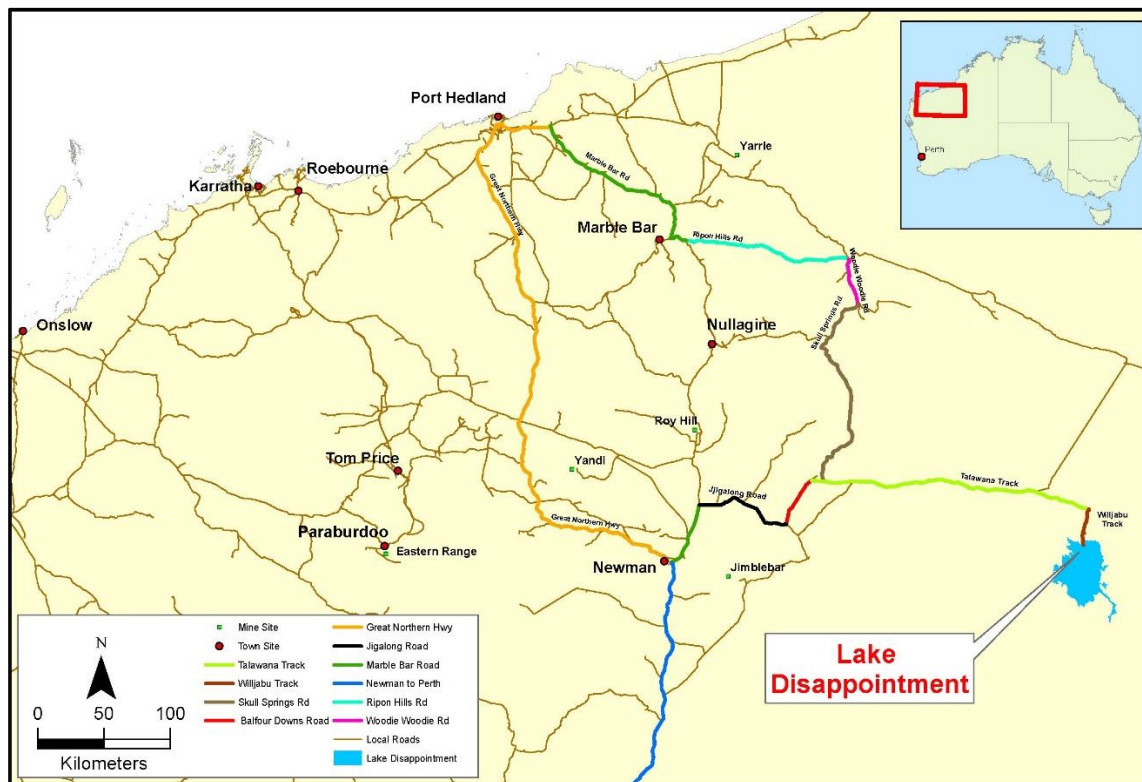 Port Hedland
Yarrle
Roebourne
Karratha
Marble Bar Rd
Great Northern Hwy
Marble Bar
Ripon Hills Rd
Woodie Woodie Rd
Onslow
Nullagine
Skull Springs Rd
Roy Hill
Yandi
Tom Price
Jjigalong Road
Talawana Track
Great Northern Hwy
Willjabu
Track
Paraburdoo
Eastern Range
Newman
Jimblebar
Lake
Disappointment
Perth
N
0 50 100
Kilometers
Mine Site
Town Site
Talawana Track
Willjabu Track
Skull Springs Rd
Balfour Downs Road
Great Northern Hwy
Jigalong Road
Marble Bar Road
Newman to Perth
Ripon Hills Rd
Woodie Woodie Rd
Local Roads
Lake Disappointment